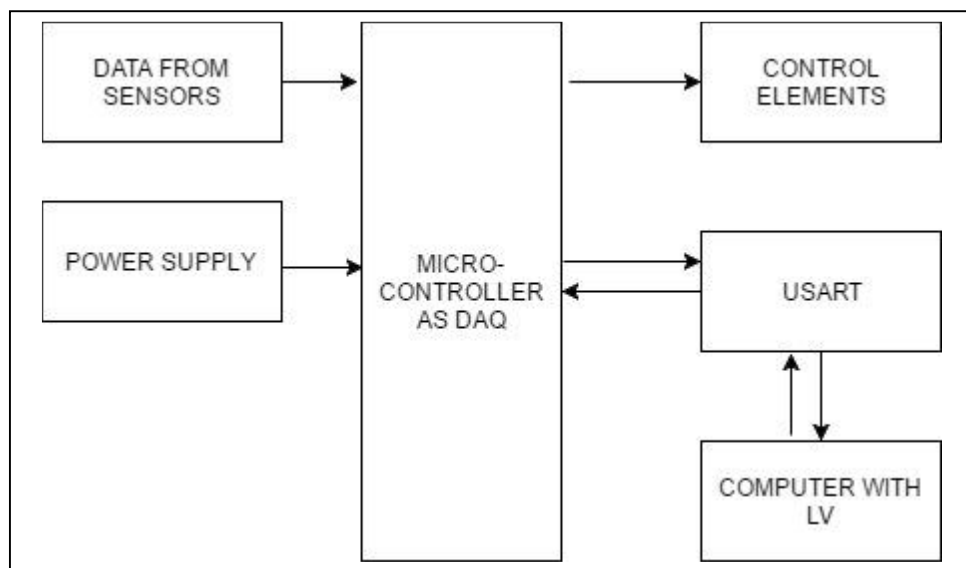 DATA FROM
SENSORS
CONTROL
ELEMENTS
POWER SUPPLY
MICRO-
CONTROLLER
AS DAQ
USART
COMPUTER WITH
LV